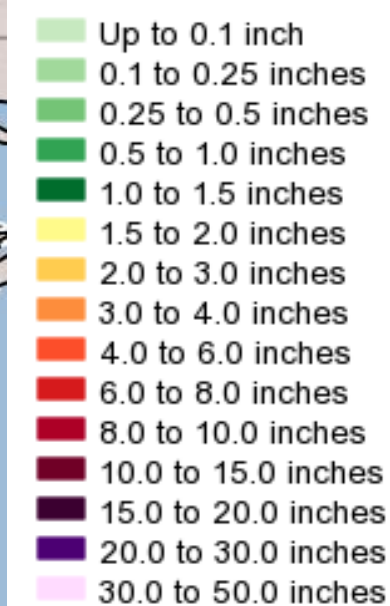 Up to 0.1 inch
0.1 to 0.25 inches
0.25 to 0.5 inches
0.5 to 1.0 inches
1.0 to 1.5 inches
1.5 to 2.0 inches
2.0 to 3.0 inches
3.0 to 4.0 inches
4.0 to 6.0 inches
6.0 to 8.0 inches
8.0 to 10.0 inches
10.0 to 15.0 inches
15.0 to 20.0 inches
20.0 to 30.0 inches
30.0 to 50.0 inches